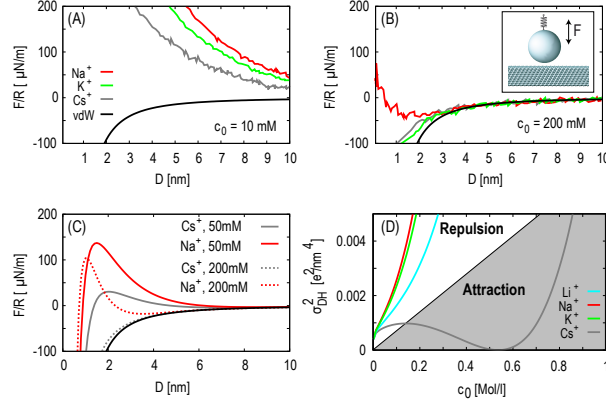 (A)
200
100
0
-100
F/R [ µN/m]
Na+
K+
Cs+
vdW
c0 = 10 mM
1 2 3 4 5 6 7 8 9 10
D [nm]
(B)
200
100
0
-100
F/R [ µN/m]
F
c0 = 200 mM
1 2 3 4 5 6 7 8 9 10
D [nm]
(C)
200
100
0
-100
F/R [ µN/m]
Cs+, 50mM
Na+, 50mM
Cs+, 200mM
Na+, 200mM
0 2 4 6 8 10
D [nm]
(D)
0.004
0.002
0
σ2DH [e2/nm 4]
Repulsion
Attraction
Li+
Na+
K+
Cs+
0 0.2 0.4 0.6 0.8 1
c0 [Mol/l]